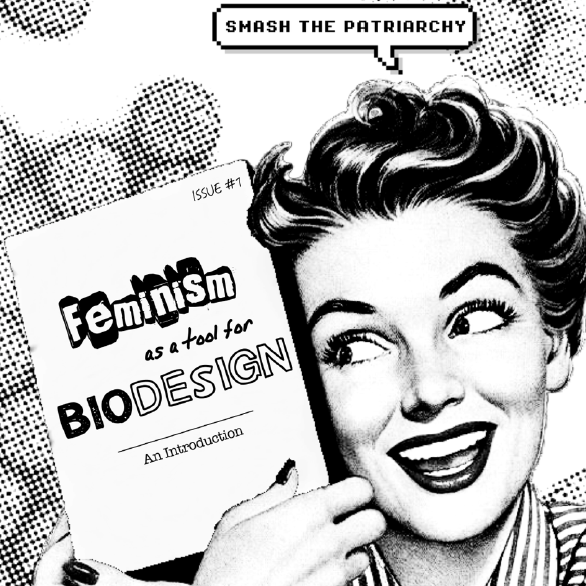 SMASH THE PATRIARCHY
ISSUE #1
Feminism
as a tool for
BIODESIGN
An Introduction